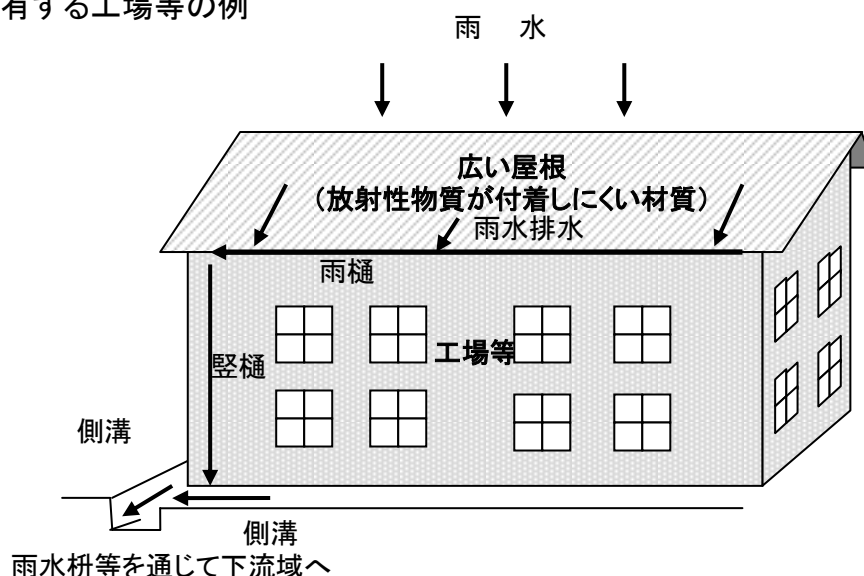 有する工場等の例
雨 水
広い屋根
（放射性物質が付着しにくい材質）
雨水排水
雨樋
工場等
竪樋
側溝
側溝
雨水枡等を通じて下流域へ